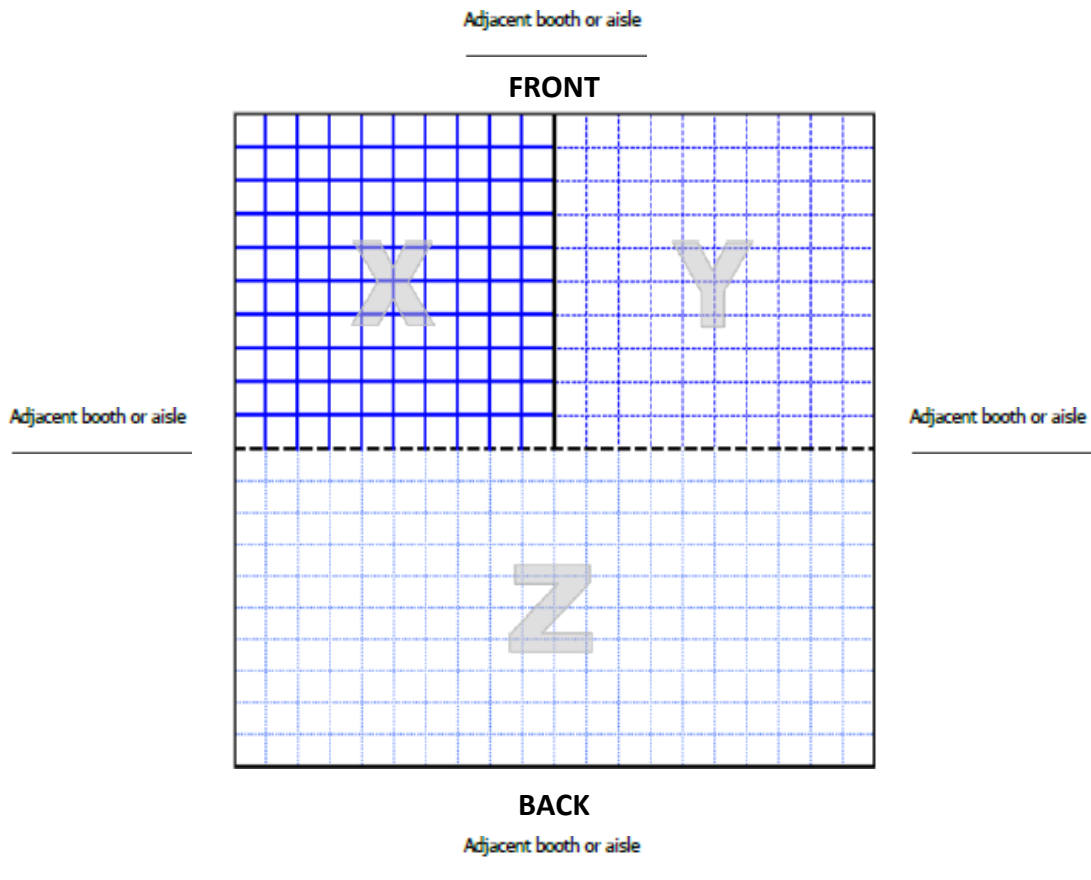 Adjacent booth or aisle
FRONT
X
Y
Adjacent booth or aisle
Adjacent booth or aisle
Z
BACK
Adjacent booth or aisle